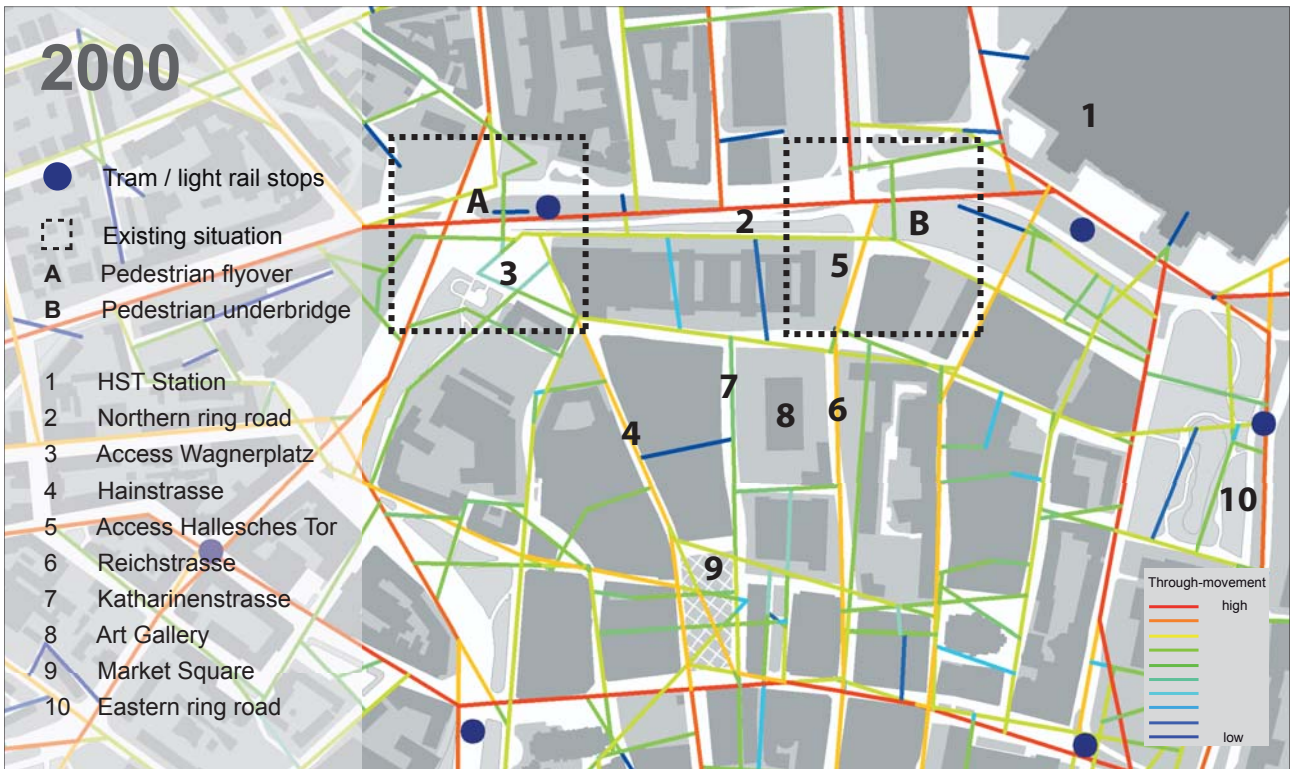 2000
Tram / light rail stops
Existing situation
A Pedestrian flyover
B Pedestrian underbridge
1 HST Station
2 Northern ring road
3 Access Wagnerplatz
4 Hainstrasse
5 Access Hallesches Tor
6 Reichstrasse
7 Katharinenstrasse
8 Art Gallery
9 Market Square
10 Eastern ring road
1
A
2
B
3
5
7
8
6
4
10
9
Through-movement
high
low